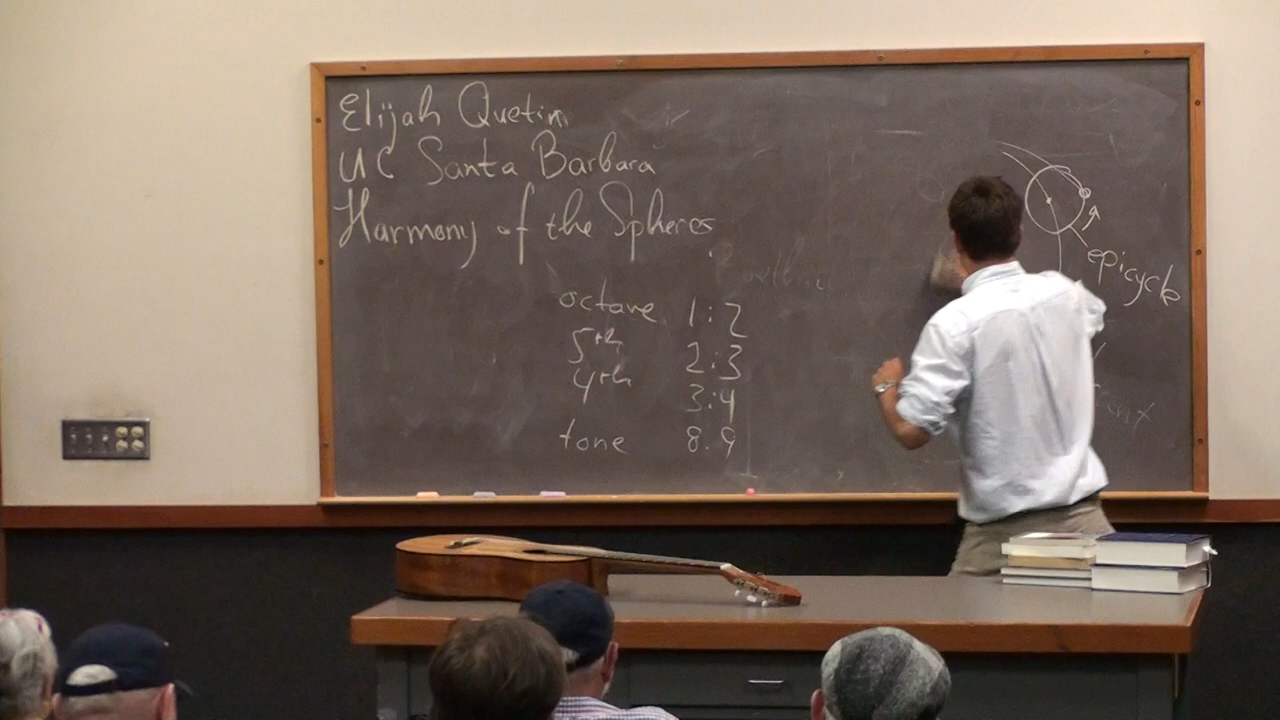 Elijah Quetin
UC Santa Barbara
Harmony of the Spheres
octave 1:2
5th 2:3
4th 3:4
tone 8:9
epicycle